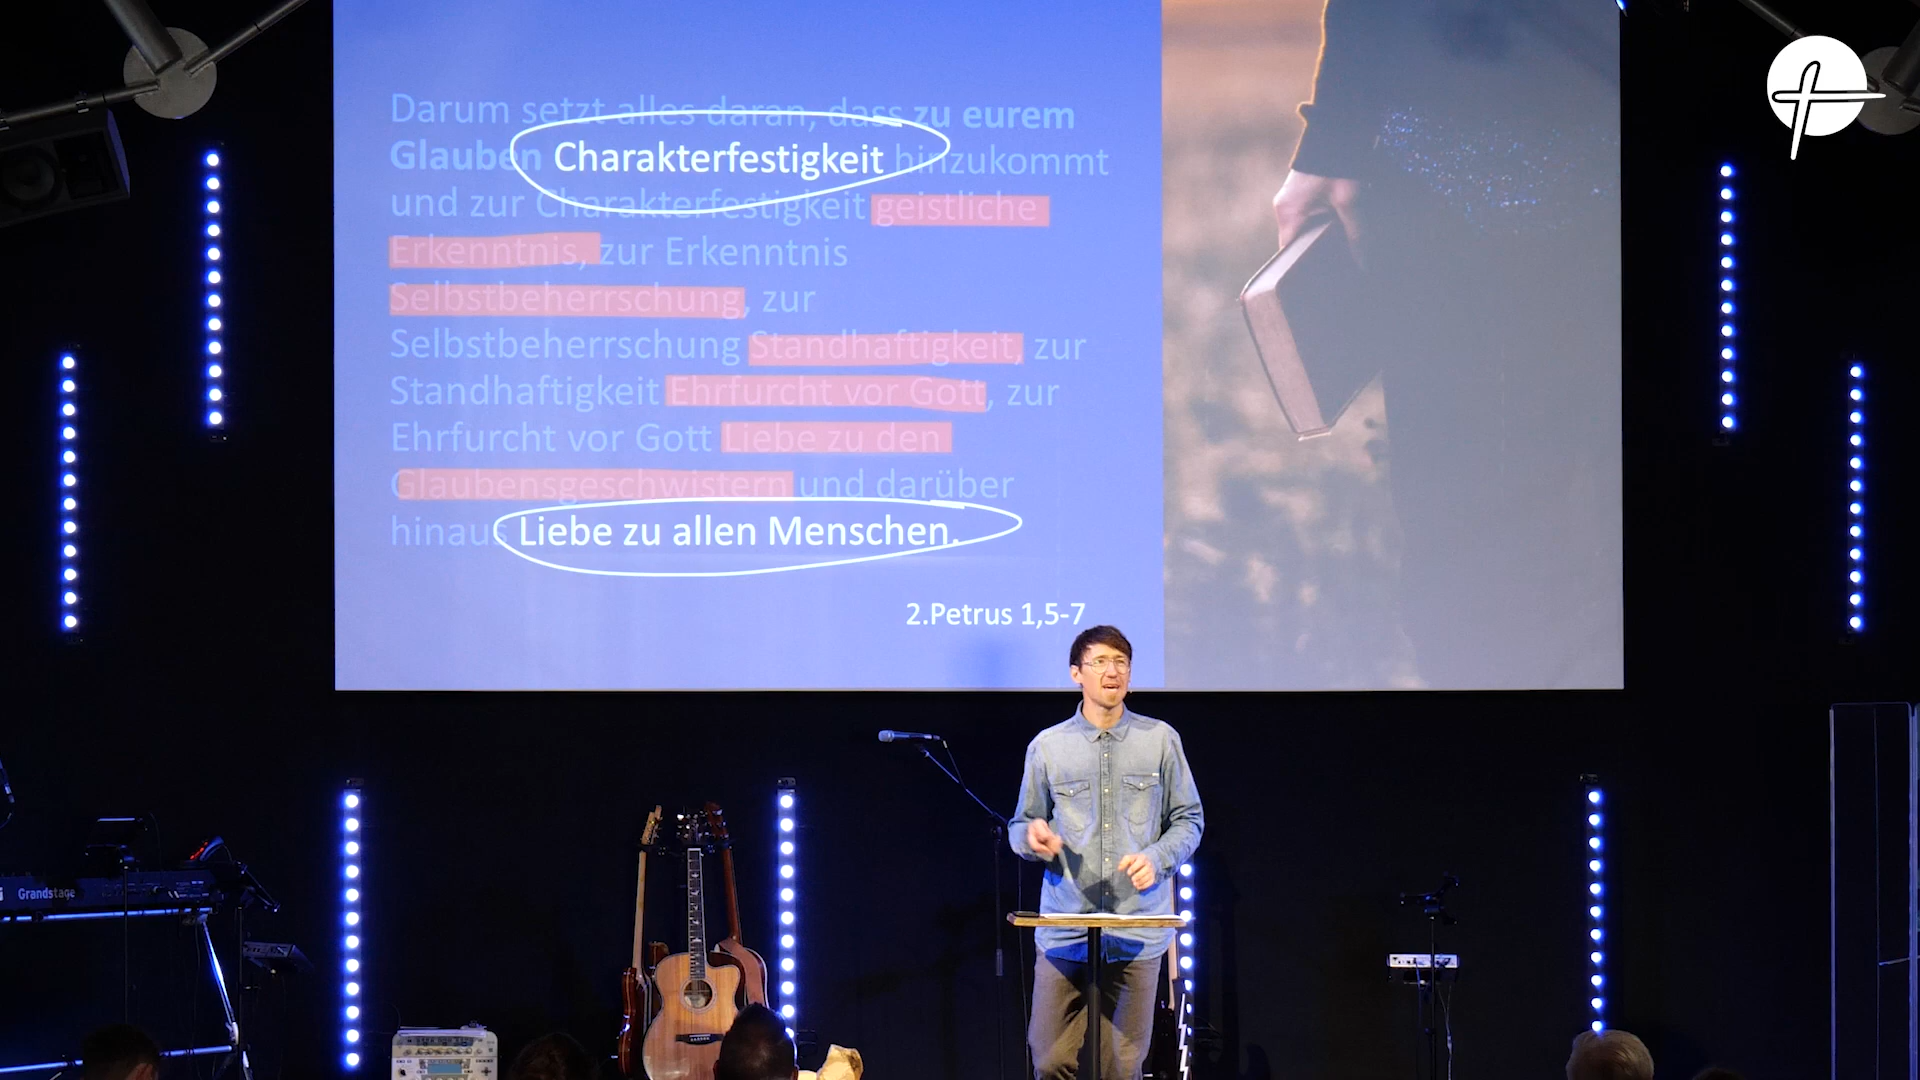 Darum setzt alles daran, dass zu eurem
Glauben Charakterfestigkeit hinzukommt
und zur Charakterfestigkeit geistliche
Erkenntnis, zur Erkenntnis
Selbstbeherrschung, zur
Selbstbeherrschung Standhaftigkeit, zur
Standhaftigkeit Ehrfurcht vor Gott, zur
Ehrfurcht vor Gott Liebe zu den
Glaubensgeschwistern und darüber
hinaus Liebe zu allen Menschen.
2.Petrus 1,5-7
Grandstage